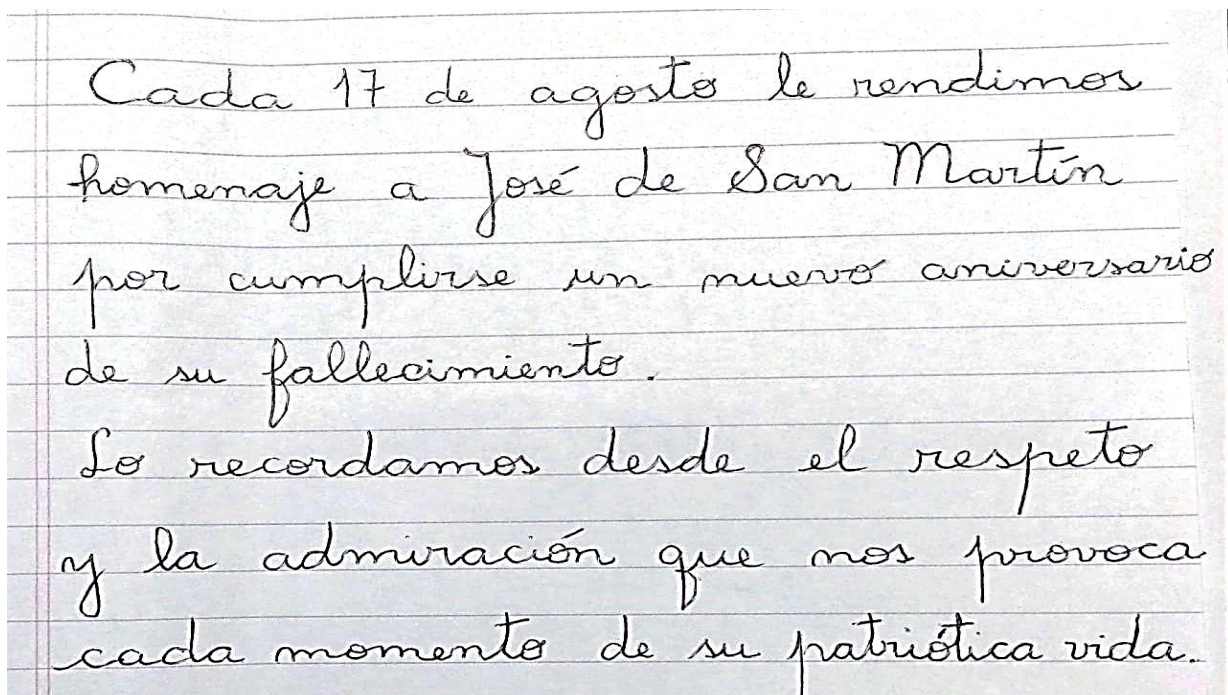 Cada 17 de agosto le rendimos
homenaje a José de San Martín
por cumplirse un nuevo aniversario
de su fallecimiento.
Lo recordamos desde el respeto
y la admiración que nos provoca
cada momento de su patriótica vida.